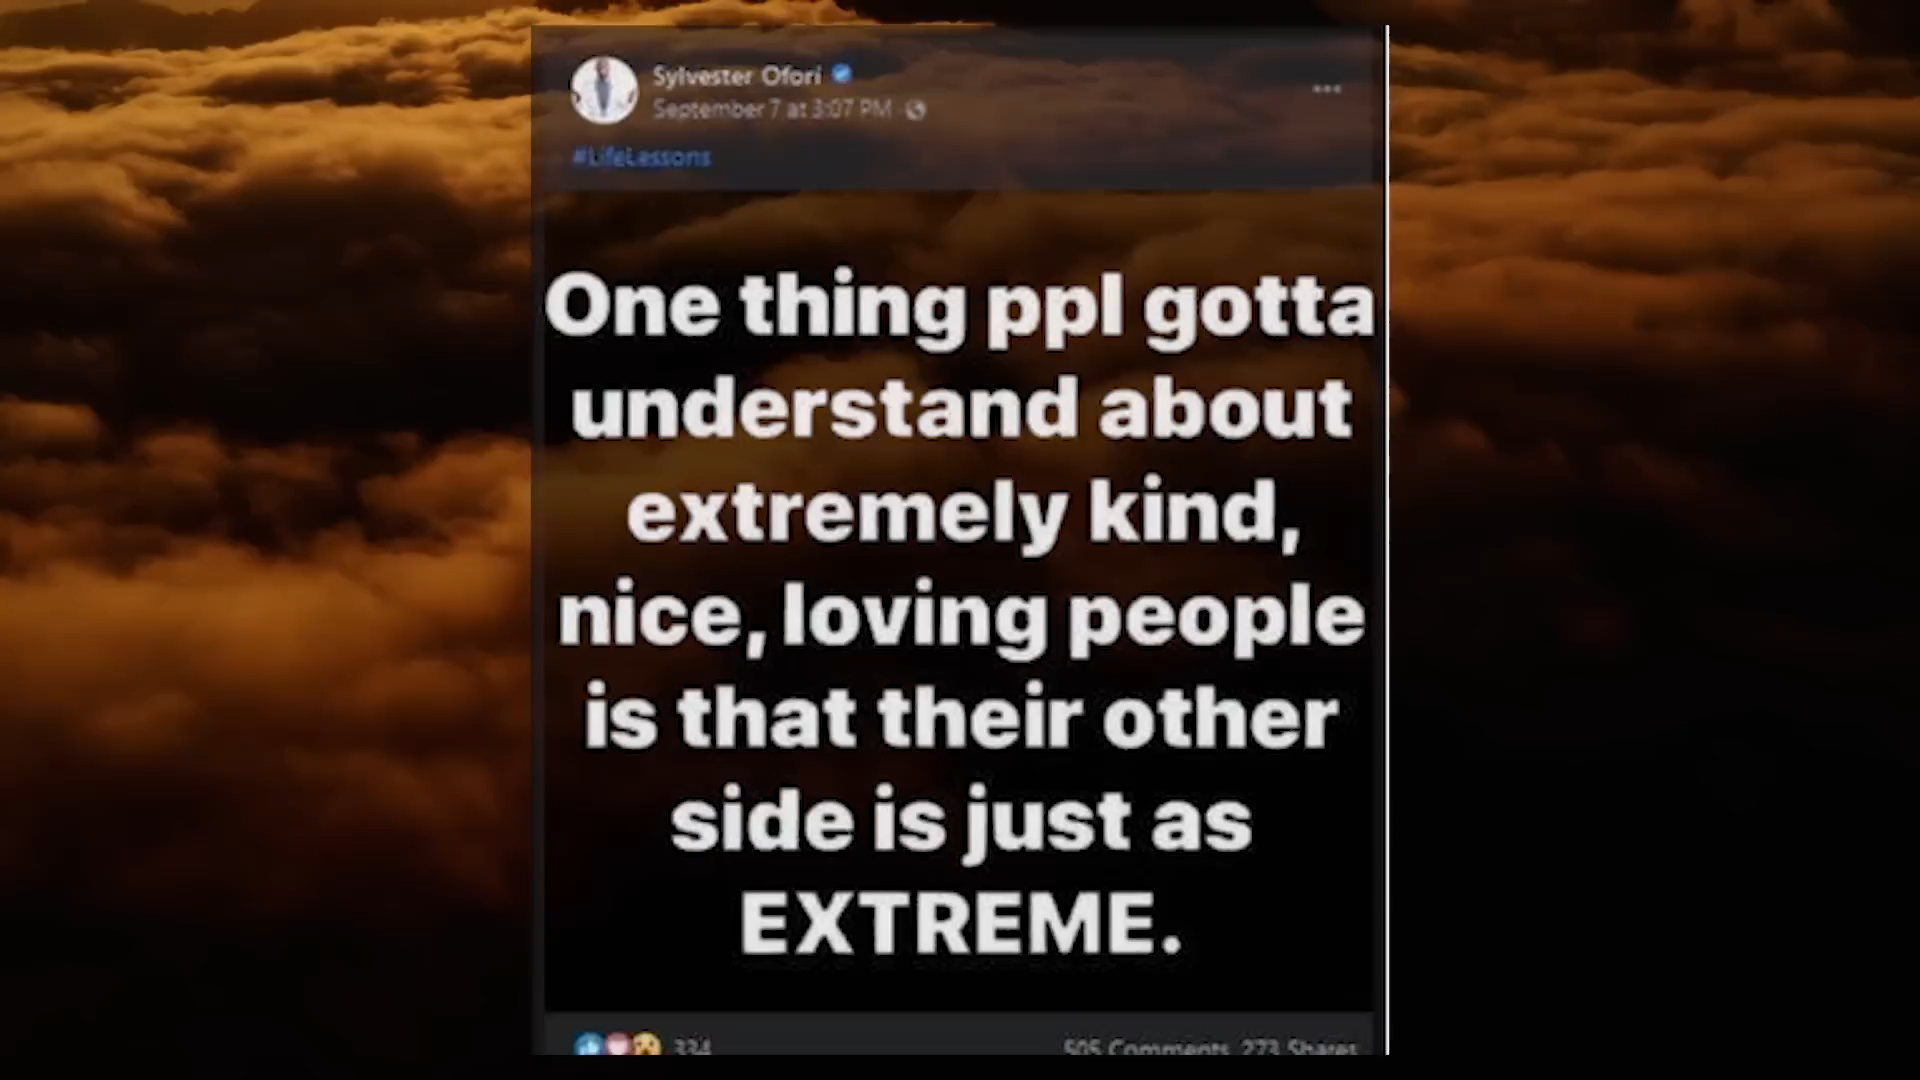 Sylvester Ofori
September 7 at 3:07 PM
#LifeLessons
One thing ppl gotta
understand about
extremely kind,
nice, loving people
is that their other
side is just as
EXTREME.
334
505 Comments 273 Shares